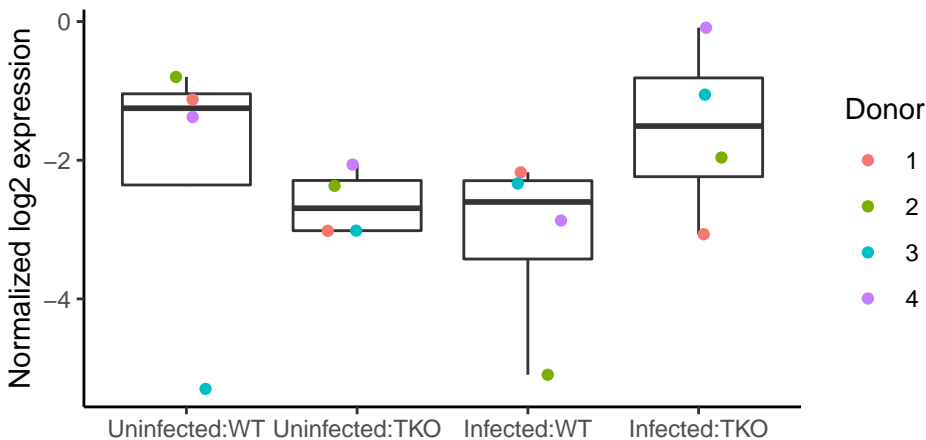 Normalized log2 expression
0
−2
−4
Uninfected:WT Uninfected:TKO Infected:WT Infected:TKO
Donor
1
2
3
4